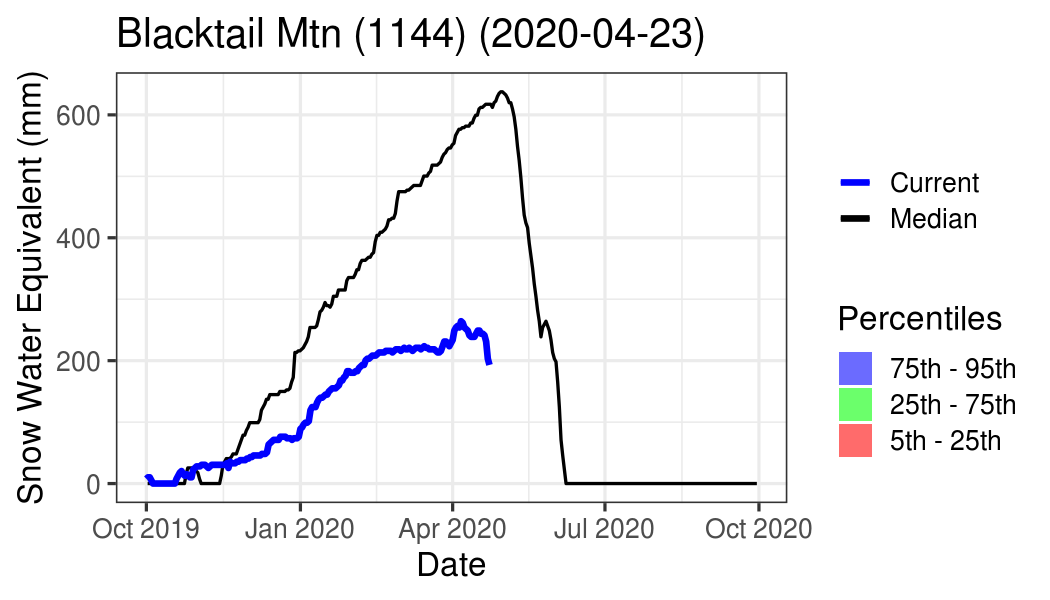 Blacktail Mtn (1144) (2020-04-23)
Snow Water Equivalent (mm)
600
400
200
0
Oct 2019
Jan 2020
Apr 2020
Jul 2020
Oct 2020
Date
Current
Median
Percentiles
75th - 95th
25th - 75th
5th - 25th